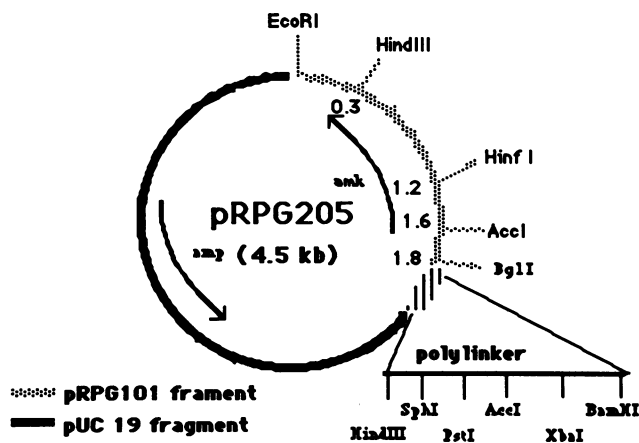 EcoRI
HindIII
0.3
Hinf I
amk
1.2
pRPG205
1.6
AccI
amp (4.5 kb)
1.8
BglI
polylinker
pRPG101 frament
SphI AccI BamHI
pUC 19 fragment
HindIII PstI XbaI